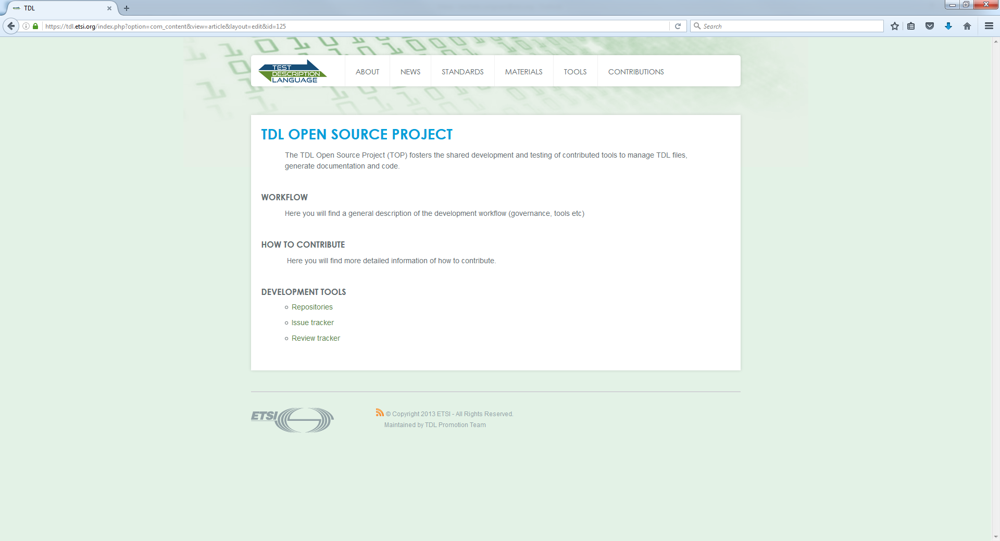 TDL
https://tdl.etsi.org/index.php?option=com_content&view=article&layout=edit&id=125
Search
TEST
DESCRIPTION
LANGUAGE
ABOUT
NEWS
STANDARDS
MATERIALS
TOOLS
CONTRIBUTIONS
TDL OPEN SOURCE PROJECT
The TDL Open Source Project (TOP) fosters the shared development and testing of contributed tools to manage TDL files,
generate documentation and code.
WORKFLOW
Here you will find a general description of the development workflow (governance, tools etc)
HOW TO CONTRIBUTE
Here you will find more detailed information of how to contribute.
DEVELOPMENT TOOLS
Repositories
Issue tracker
Review tracker
ETSI
© Copyright 2013 ETSI - All Rights Reserved.
Maintained by TDL Promotion Team